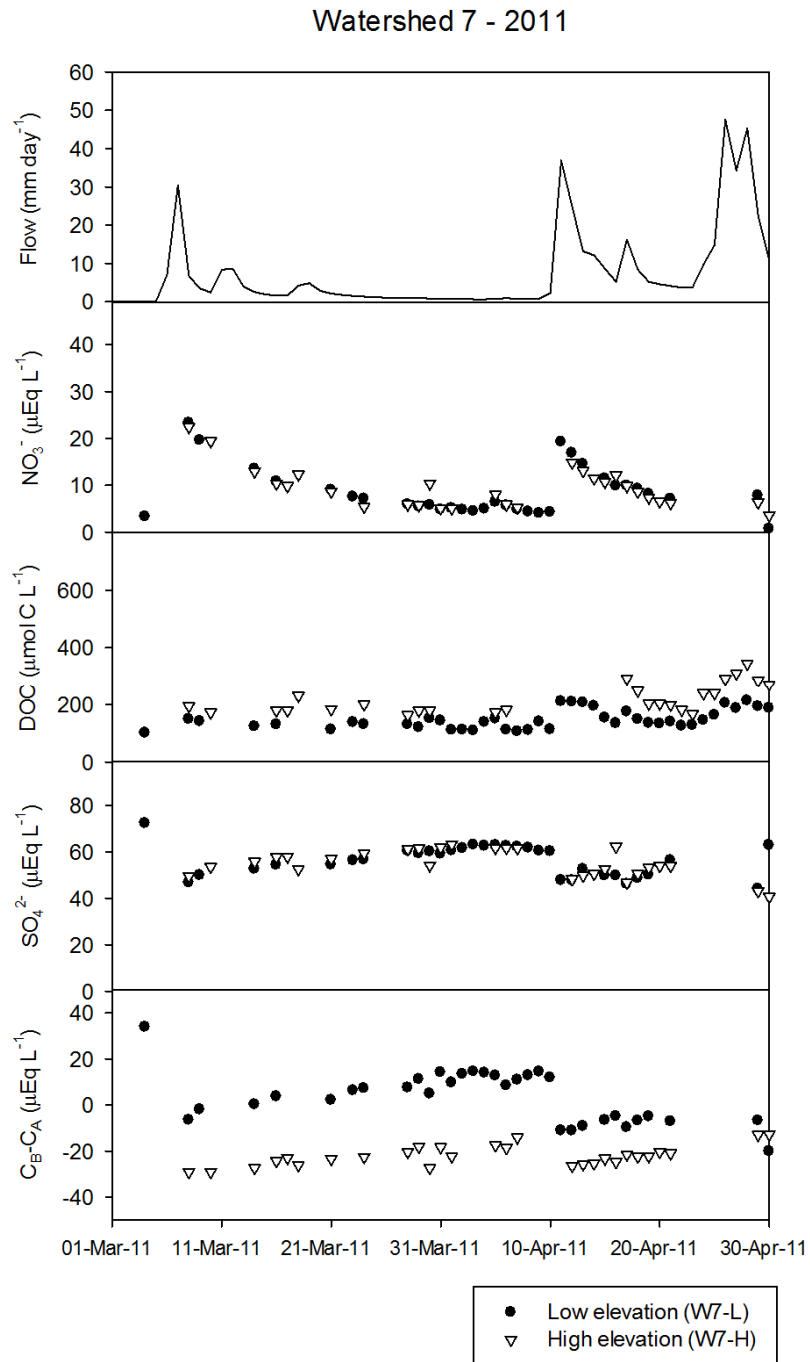 Watershed 7 - 2011
60
50
40
30
20
10
0
Flow (mm day⁻¹)
40
30
20
10
0
NO₃⁻ (μEq L⁻¹)
600
400
200
0
DOC (μmol C L⁻¹)
80
60
40
20
0
SO₄²⁻ (μEq L⁻¹)
40
20
0
-20
-40
C_B-C_A (μEq L⁻¹)
01-Mar-11 11-Mar-11 21-Mar-11 31-Mar-11 10-Apr-11 20-Apr-11 30-Apr-11
Low elevation (W7-L)
High elevation (W7-H)